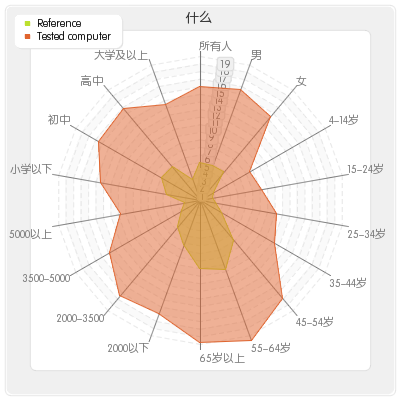 什么
Reference
Tested computer
所有人
男
女
4-14岁
15-24岁
25-34岁
35-44岁
45-54岁
55-64岁
65岁以上
2000以下
2000-3500
3500-5000
5000以上
小学以下
初中
高中
大学及以上
19